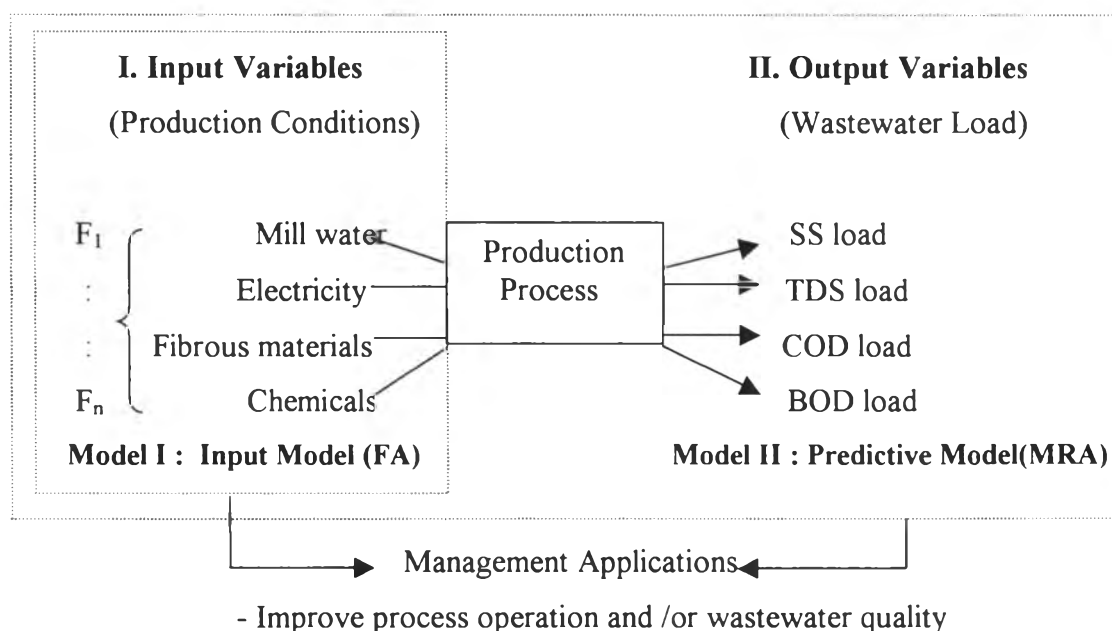 I. Input Variables II. Output Variables
(Production Conditions) (Wastewater Load)
F1 Mill water Production SS load
: Electricity Process TDS load
: Fibrous materials COD load
Fn Chemicals BOD load
Model I : Input Model (FA) Model II : Predictive Model(MRA)
Management Applications
- Improve process operation and /or wastewater quality